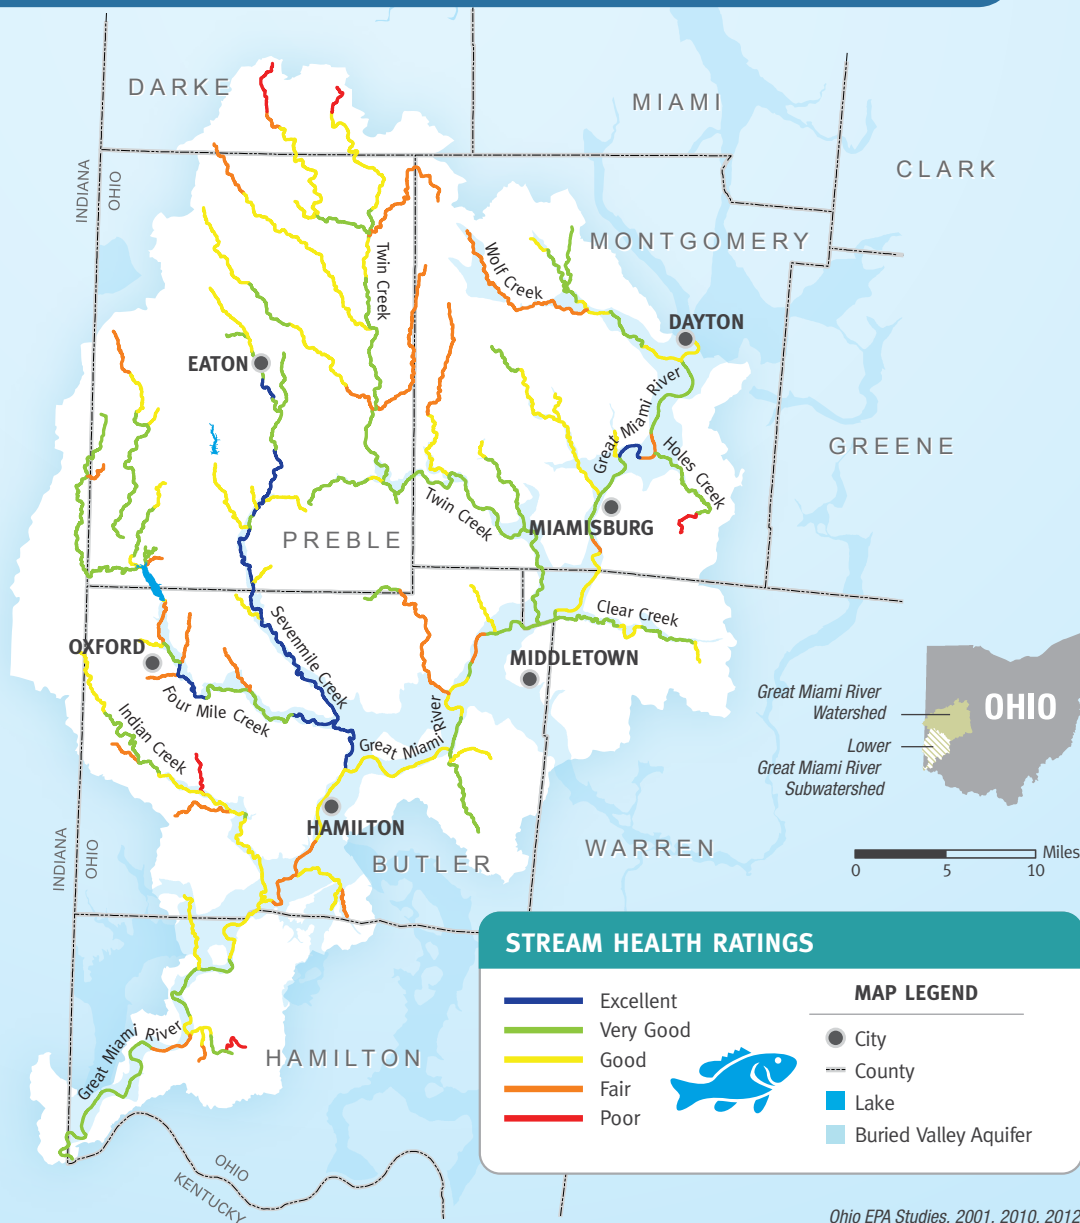 DARKE
MIAMI
CLARK
INDIANA
OHIO
MONTGOMERY
Wolf Creek
Twin Creek
DAYTON
EATON
Great Miami River
GREENE
Holes Creek
Twin Creek
MIAMISBURG
PREBLE
Clear Creek
Sevenmile Creek
OXFORD
MIDDLETOWN
Four Mile Creek
Indian Creek
Great Miami River
HAMILTON
BUTLER
WARREN
INDIANA
OHIO
Great Miami River
Watershed
Lower
Great Miami River
Subwatershed
OHIO
Miles
0 5 10
Great Miami River
HAMILTON
OHIO
KENTUCKY
STREAM HEALTH RATINGS
Excellent
Very Good
Good
Fair
Poor
MAP LEGEND
City
County
Lake
Buried Valley Aquifer
Ohio EPA Studies, 2001, 2010, 2012